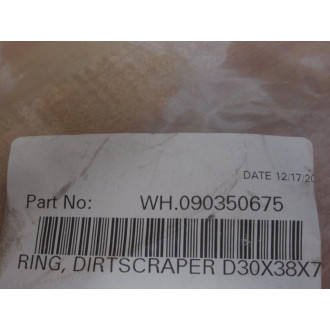 DATE 12/17/20
Part No: WH.090350675
RING, DIRTSCRAPER D30X38X7